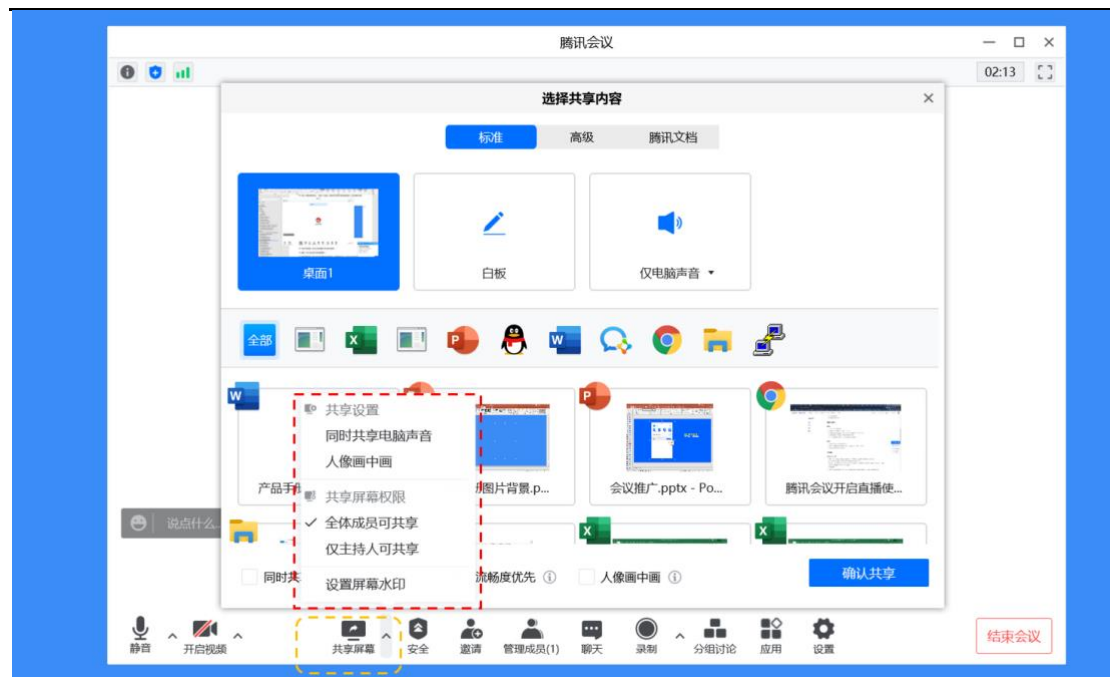 腾讯会议
02:13
选择共享内容
标准 高级 腾讯文档
桌面1 白板 仅电脑声音
全部
共享设置
同时共享电脑声音
人像画中画
产品手 图片背景.p... 会议推广.pptx - Po... 腾讯会议开启直播使...
共享屏幕权限
说点什么...
全体成员可共享
仅主持人可共享
同时共 流畅度优先 人像画中画 确认共享
设置屏幕水印
静音 开启视频 共享屏幕 安全 邀请 管理成员(1) 聊天 录制 分组讨论 应用 设置 结束会议